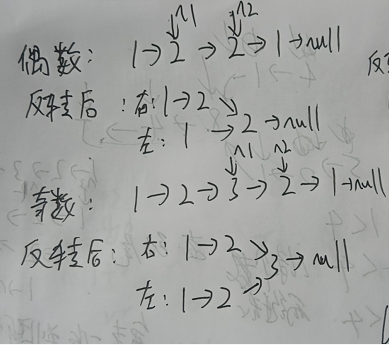 n1 n2
偶数: 1→2→2→1→null
反
反转后: 右: 1→2↘
左: 1→2→null
n1 n2
奇数: 1→2→3→2→1→null
反转后: 右: 1→2↘3→null
左: 1→2↗